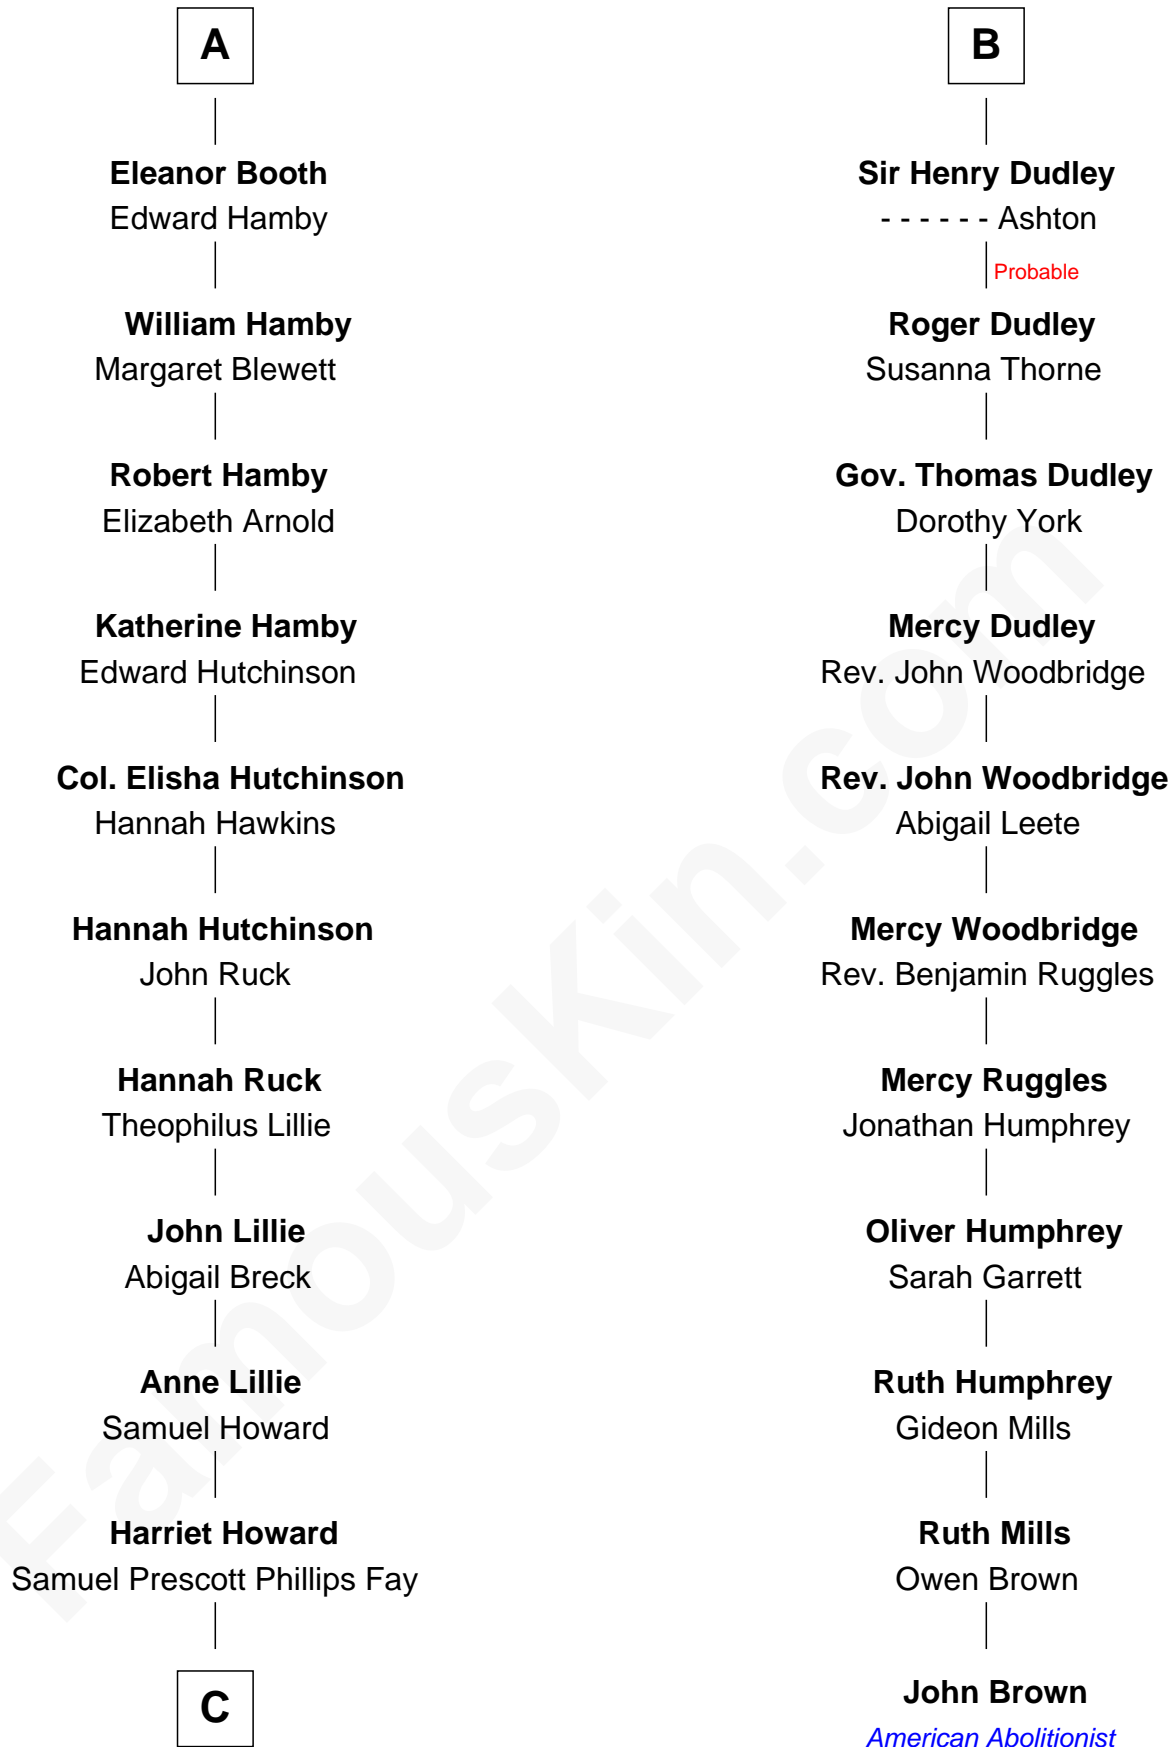 A
Eleanor Booth
Edward Hamby
William Hamby
Margaret Blewett
Robert Hamby
Elizabeth Arnold
Katherine Hamby
Edward Hutchinson
Col. Elisha Hutchinson
Hannah Hawkins
Hannah Hutchinson
John Ruck
Hannah Ruck
Theophilus Lillie
John Lillie
Abigail Breck
Anne Lillie
Samuel Howard
Harriet Howard
Samuel Prescott Phillips Fay
C
B
Sir Henry Dudley
- - - - - - Ashton
Probable
Roger Dudley
Susanna Thorne
Gov. Thomas Dudley
Dorothy York
Mercy Dudley
Rev. John Woodbridge
Rev. John Woodbridge
Abigail Leete
Mercy Woodbridge
Rev. Benjamin Ruggles
Mercy Ruggles
Jonathan Humphrey
Oliver Humphrey
Sarah Garrett
Ruth Humphrey
Gideon Mills
Ruth Mills
Owen Brown
John Brown
American Abolitionist
FamousKin.com